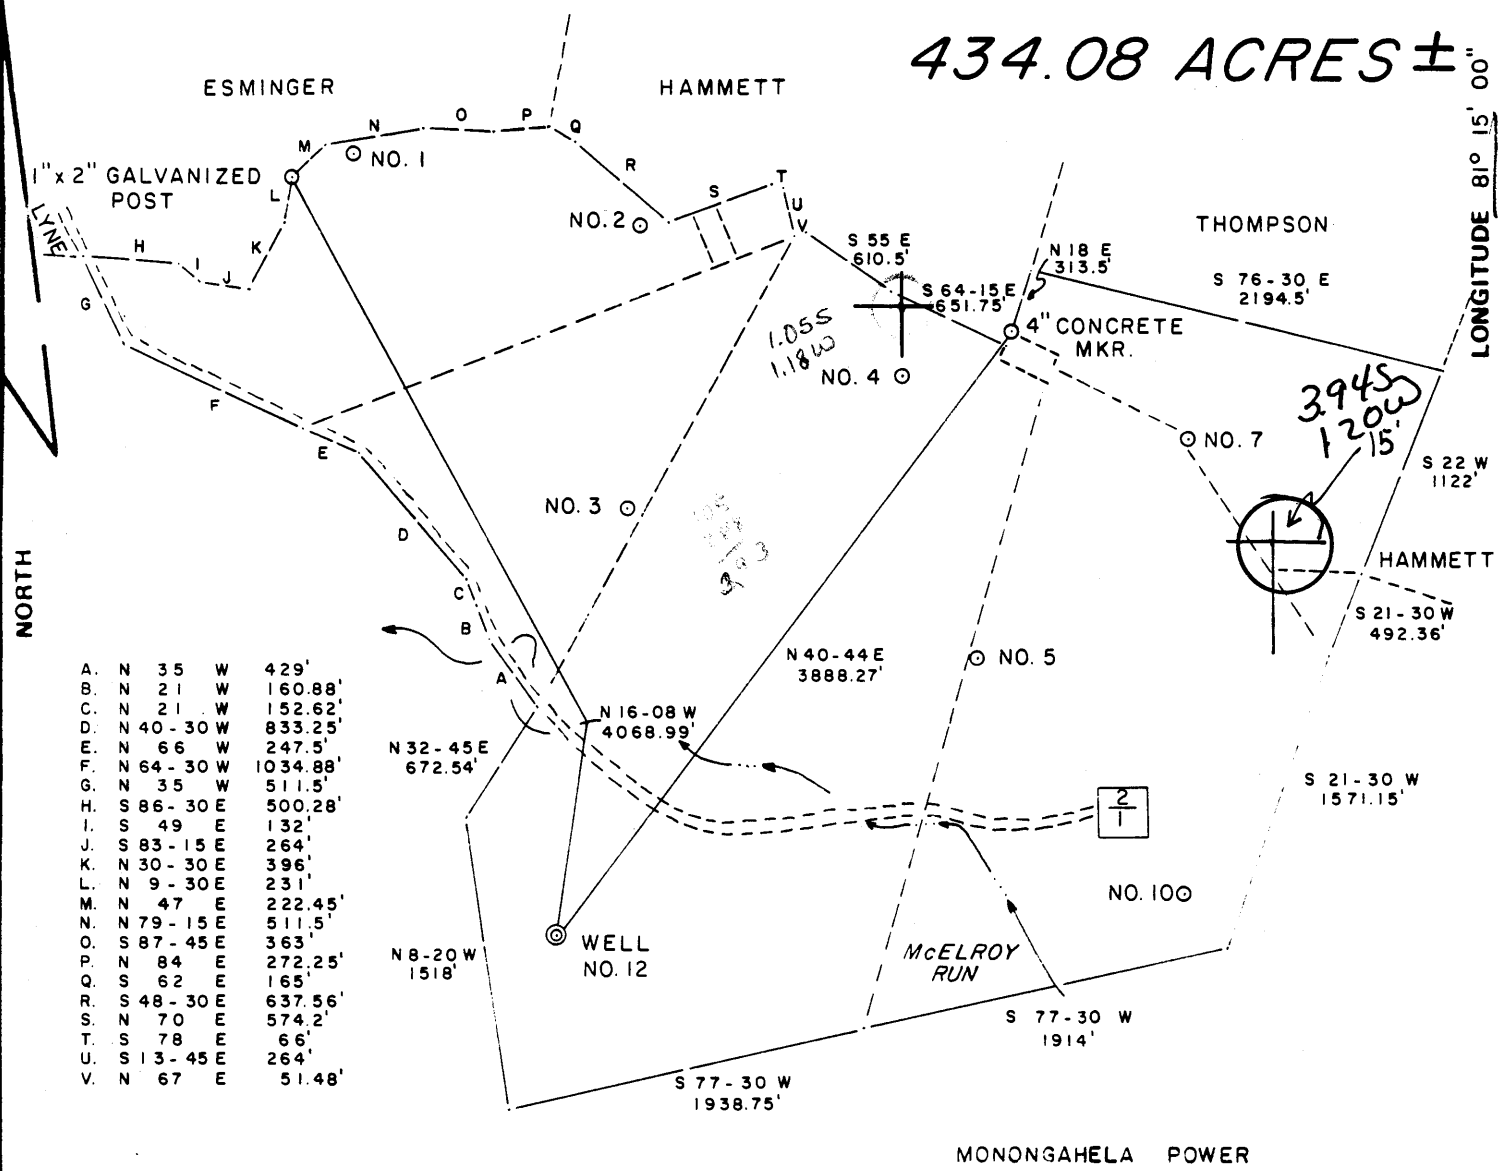 434.08 ACRES ±
LONGITUDE 81° 15' 00"
ESMINGER
HAMMETT
THOMPSON
1" x 2" GALVANIZED
POST
LYNE
NORTH
H
I
J
K
L
M
N
O
P
Q
R
S
T
U
V
G
F
E
D
C
B
A
NO. 1
NO. 2
S 55 E
610.5'
S 64-15 E
651.75'
N 18 E
313.5'
S 76-30 E
2194.5'
4" CONCRETE
MKR.
1.05S
1.18W
NO. 4
3.94S
1.20W
15'
NO. 7
S 22 W
1122'
NO. 3
HAMMETT
S 21-30 W
492.36'
N 40-44 E
3888.27'
NO. 5
N 16-08 W
4068.99'
N 32-45 E
672.54'
S 21-30 W
1571.15'
2
1
NO. 10
WELL
NO. 12
N 8-20 W
1518'
McELROY
RUN
S 77-30 W
1914'
S 77-30 W
1938.75'
MONONGAHELA POWER
A. N 35 W 429'
B. N 21 W 160.88'
C. N 21 W 152.62'
D. N 40-30 W 833.25'
E. N 66 W 247.5'
F. N 64-30 W 1034.88'
G. N 35 W 511.5'
H. S 86-30 E 500.28'
I. S 49 E 132'
J. S 83-15 E 264'
K. N 30-30 E 396'
L. N 9-30 E 231'
M. N 47 E 222.45'
N. N 79-15 E 511.5'
O. S 87-45 E 363'
P. N 84 E 272.25'
Q. S 62 E 165'
R. S 48-30 E 637.56'
S. N 70 E 574.2'
T. S 78 E 66'
U. S 13-45 E 264'
V. N 67 E 51.48'